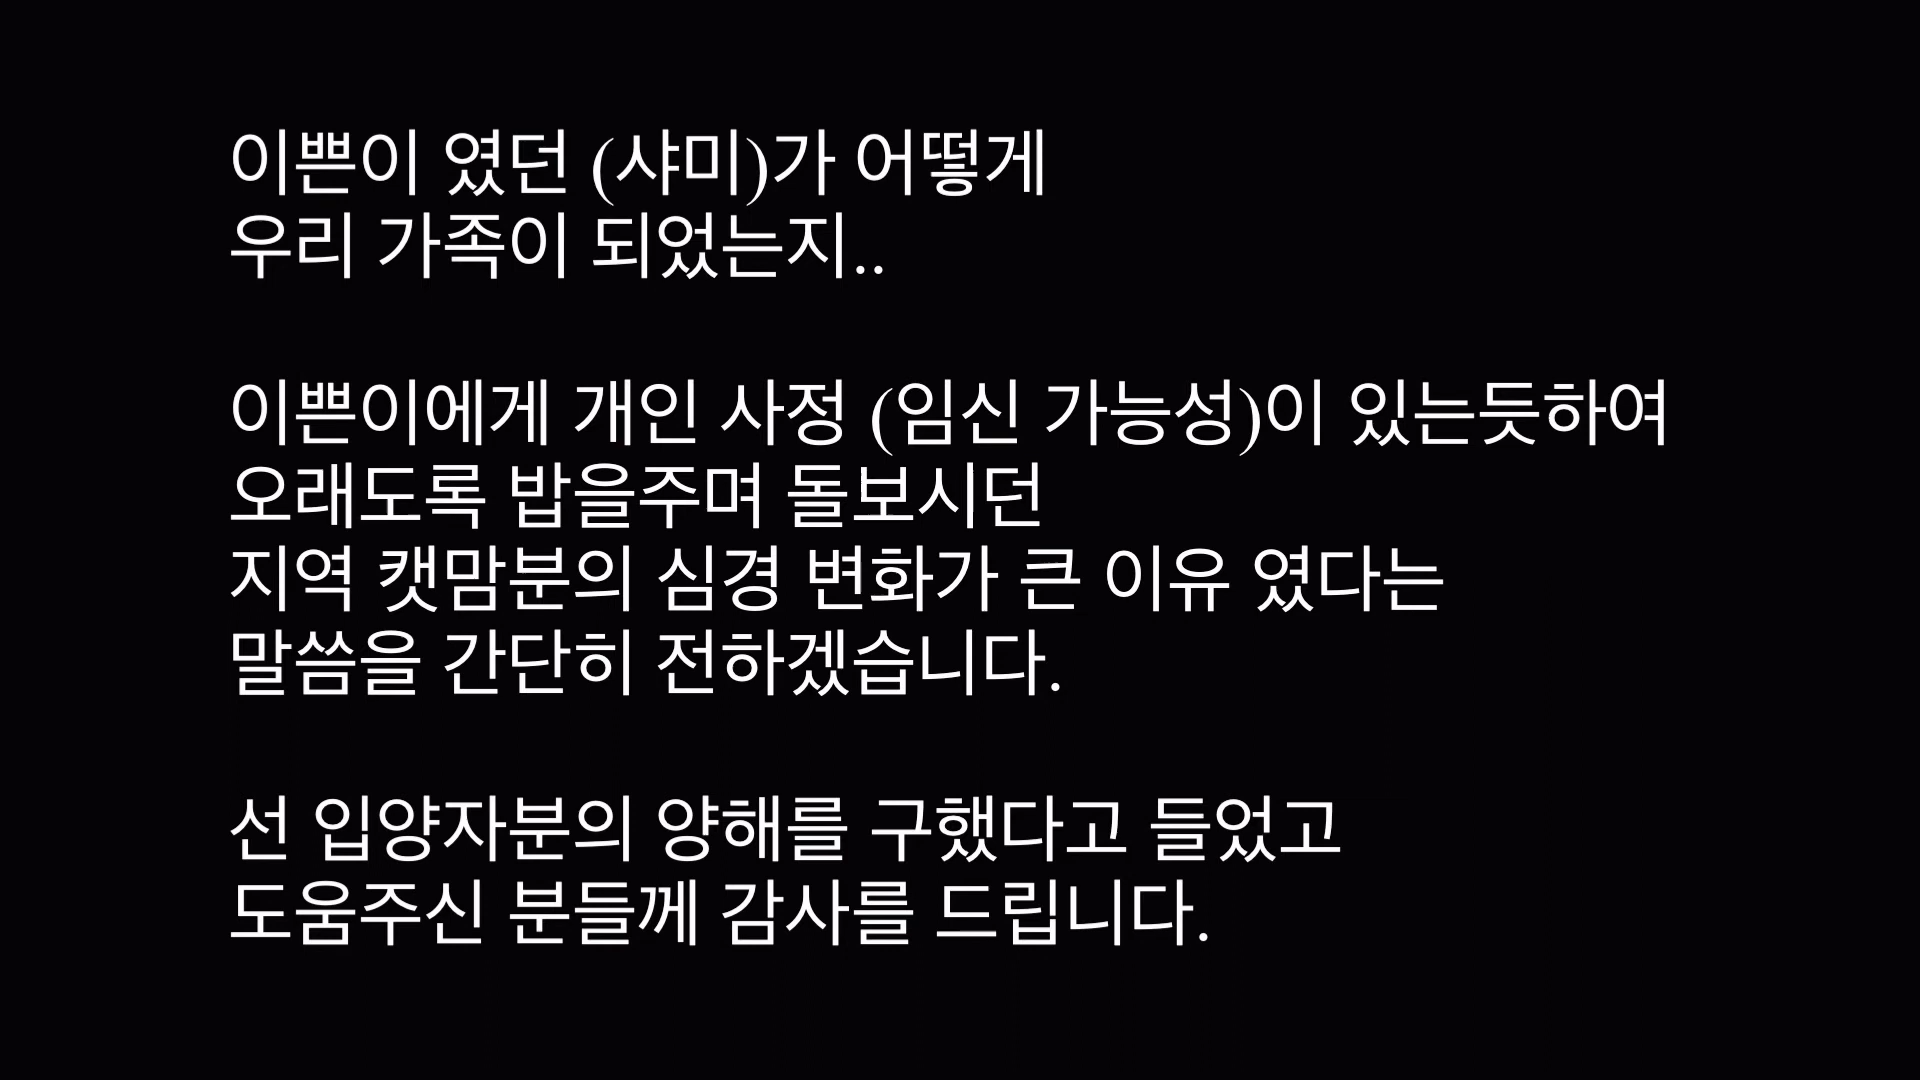 이쁜이 였던 (샤미)가 어떻게
우리 가족이 되었는지..
이쁜이에게 개인 사정 (임신 가능성)이 있는듯하여
오래도록 밥을주며 돌보시던
지역 캣맘분의 심경 변화가 큰 이유 였다는
말씀을 간단히 전하겠습니다.
선 입양자분의 양해를 구했다고 들었고
도움주신 분들께 감사를 드립니다.